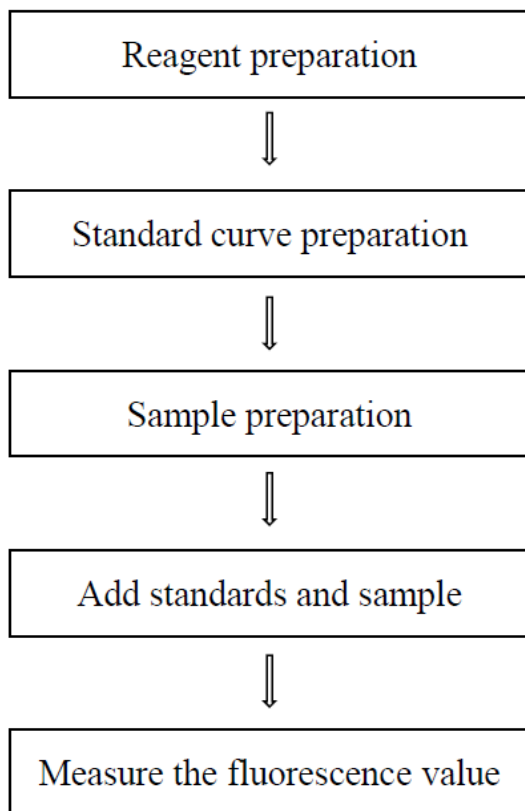 Reagent preparation
Standard curve preparation
Sample preparation
Add standards and sample
Measure the fluorescence value